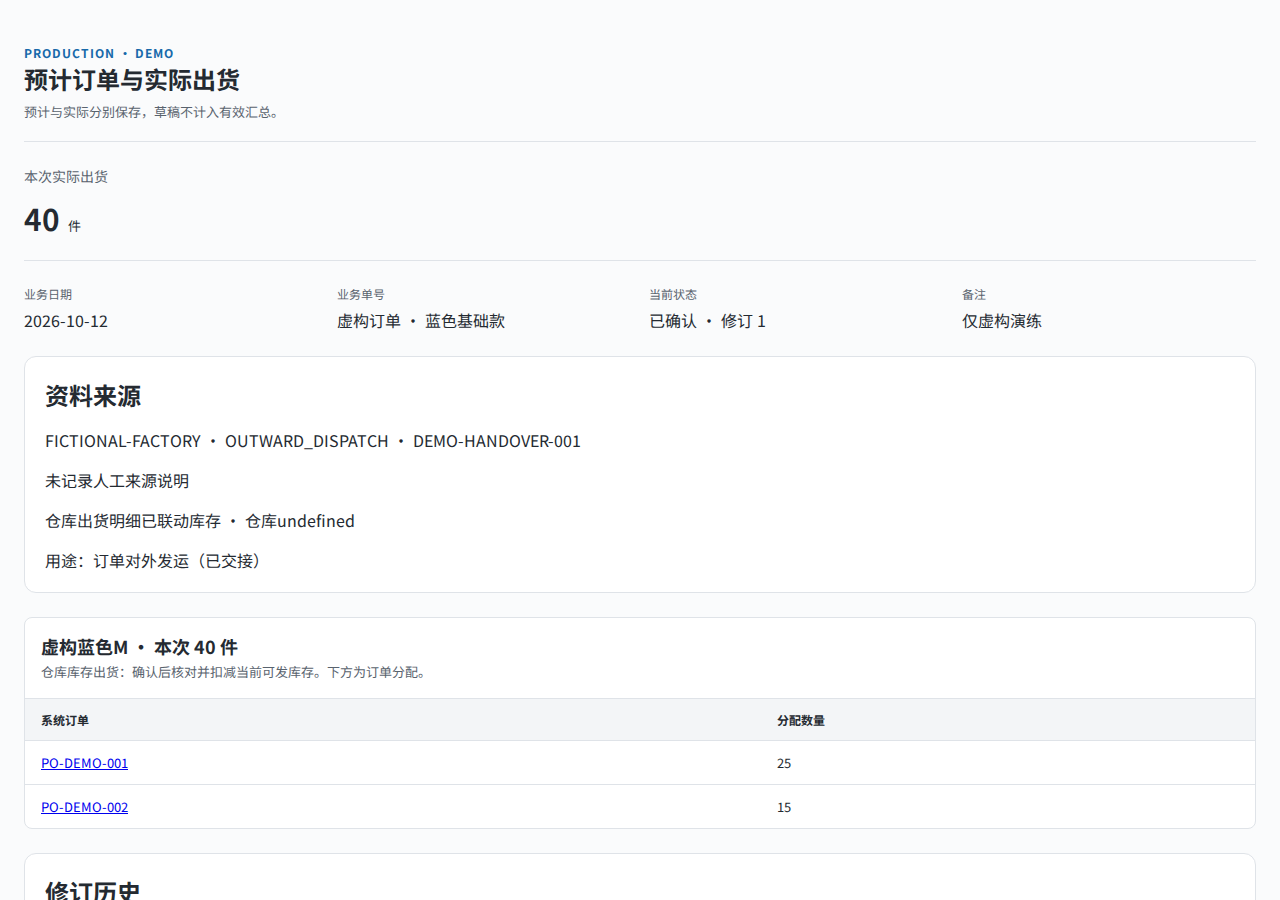 PRODUCTION · DEMO
预计订单与实际出货
预计与实际分别保存，草稿不计入有效汇总。
本次实际出货
40 件
业务日期 业务单号 当前状态 备注
2026-10-12 虚构订单 · 蓝色基础款 已确认 · 修订 1 仅虚构演练
资料来源
FICTIONAL-FACTORY · OUTWARD_DISPATCH · DEMO-HANDOVER-001
未记录人工来源说明
仓库出货明细已联动库存 · 仓库undefined
用途：订单对外发运（已交接）
虚构蓝色M · 本次 40 件
仓库库存出货：确认后核对并扣减当前可发库存。下方为订单分配。
系统订单 分配数量
PO-DEMO-001 25
PO-DEMO-002 15
修订历史